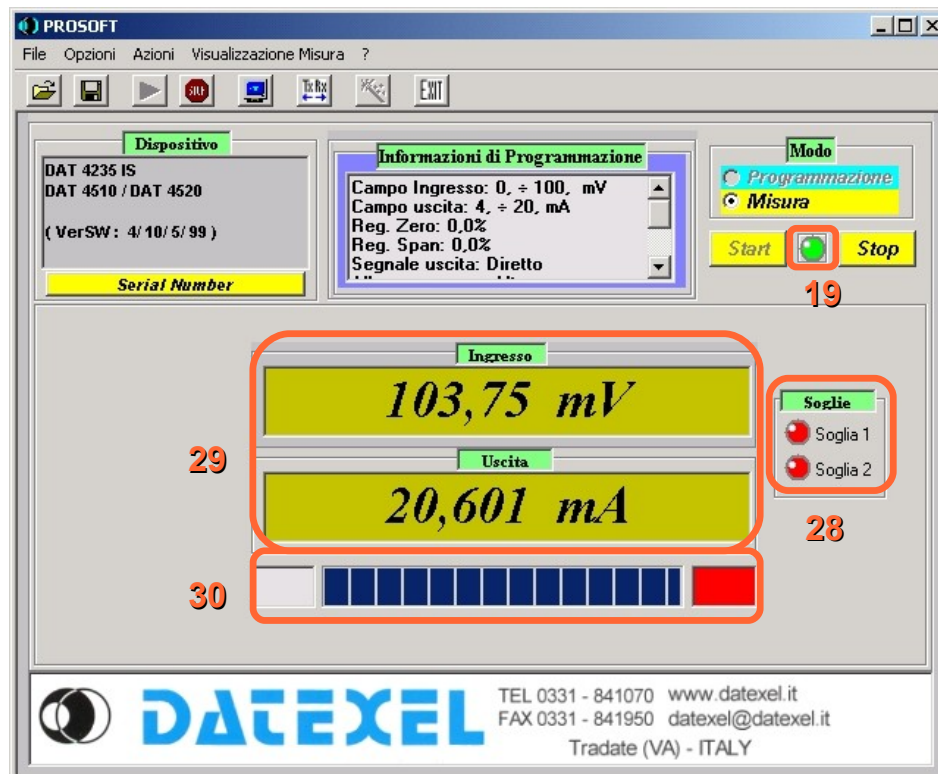 PROSOFT
File Opzioni Azioni Visualizzazione Misura ?
STOP Tx Rx EXIT
Dispositivo
DAT 4235 IS
DAT 4510 / DAT 4520
( VerSW : 4/ 10/ 5/ 99 )
Serial Number
Informazioni di Programmazione
Campo Ingresso: 0, ÷ 100, mV
Campo uscita: 4, ÷ 20, mA
Reg. Zero: 0,0%
Reg. Span: 0,0%
Segnale uscita: Diretto
Modo
Programmazione
Misura
Start Stop
19
Ingresso
103,75 mV
Uscita
20,601 mA
29
Soglie
Soglia 1
Soglia 2
28
30
DATEXEL
TEL 0331 - 841070 www.datexel.it
FAX 0331 - 841950 datexel@datexel.it
Tradate (VA) - ITALY